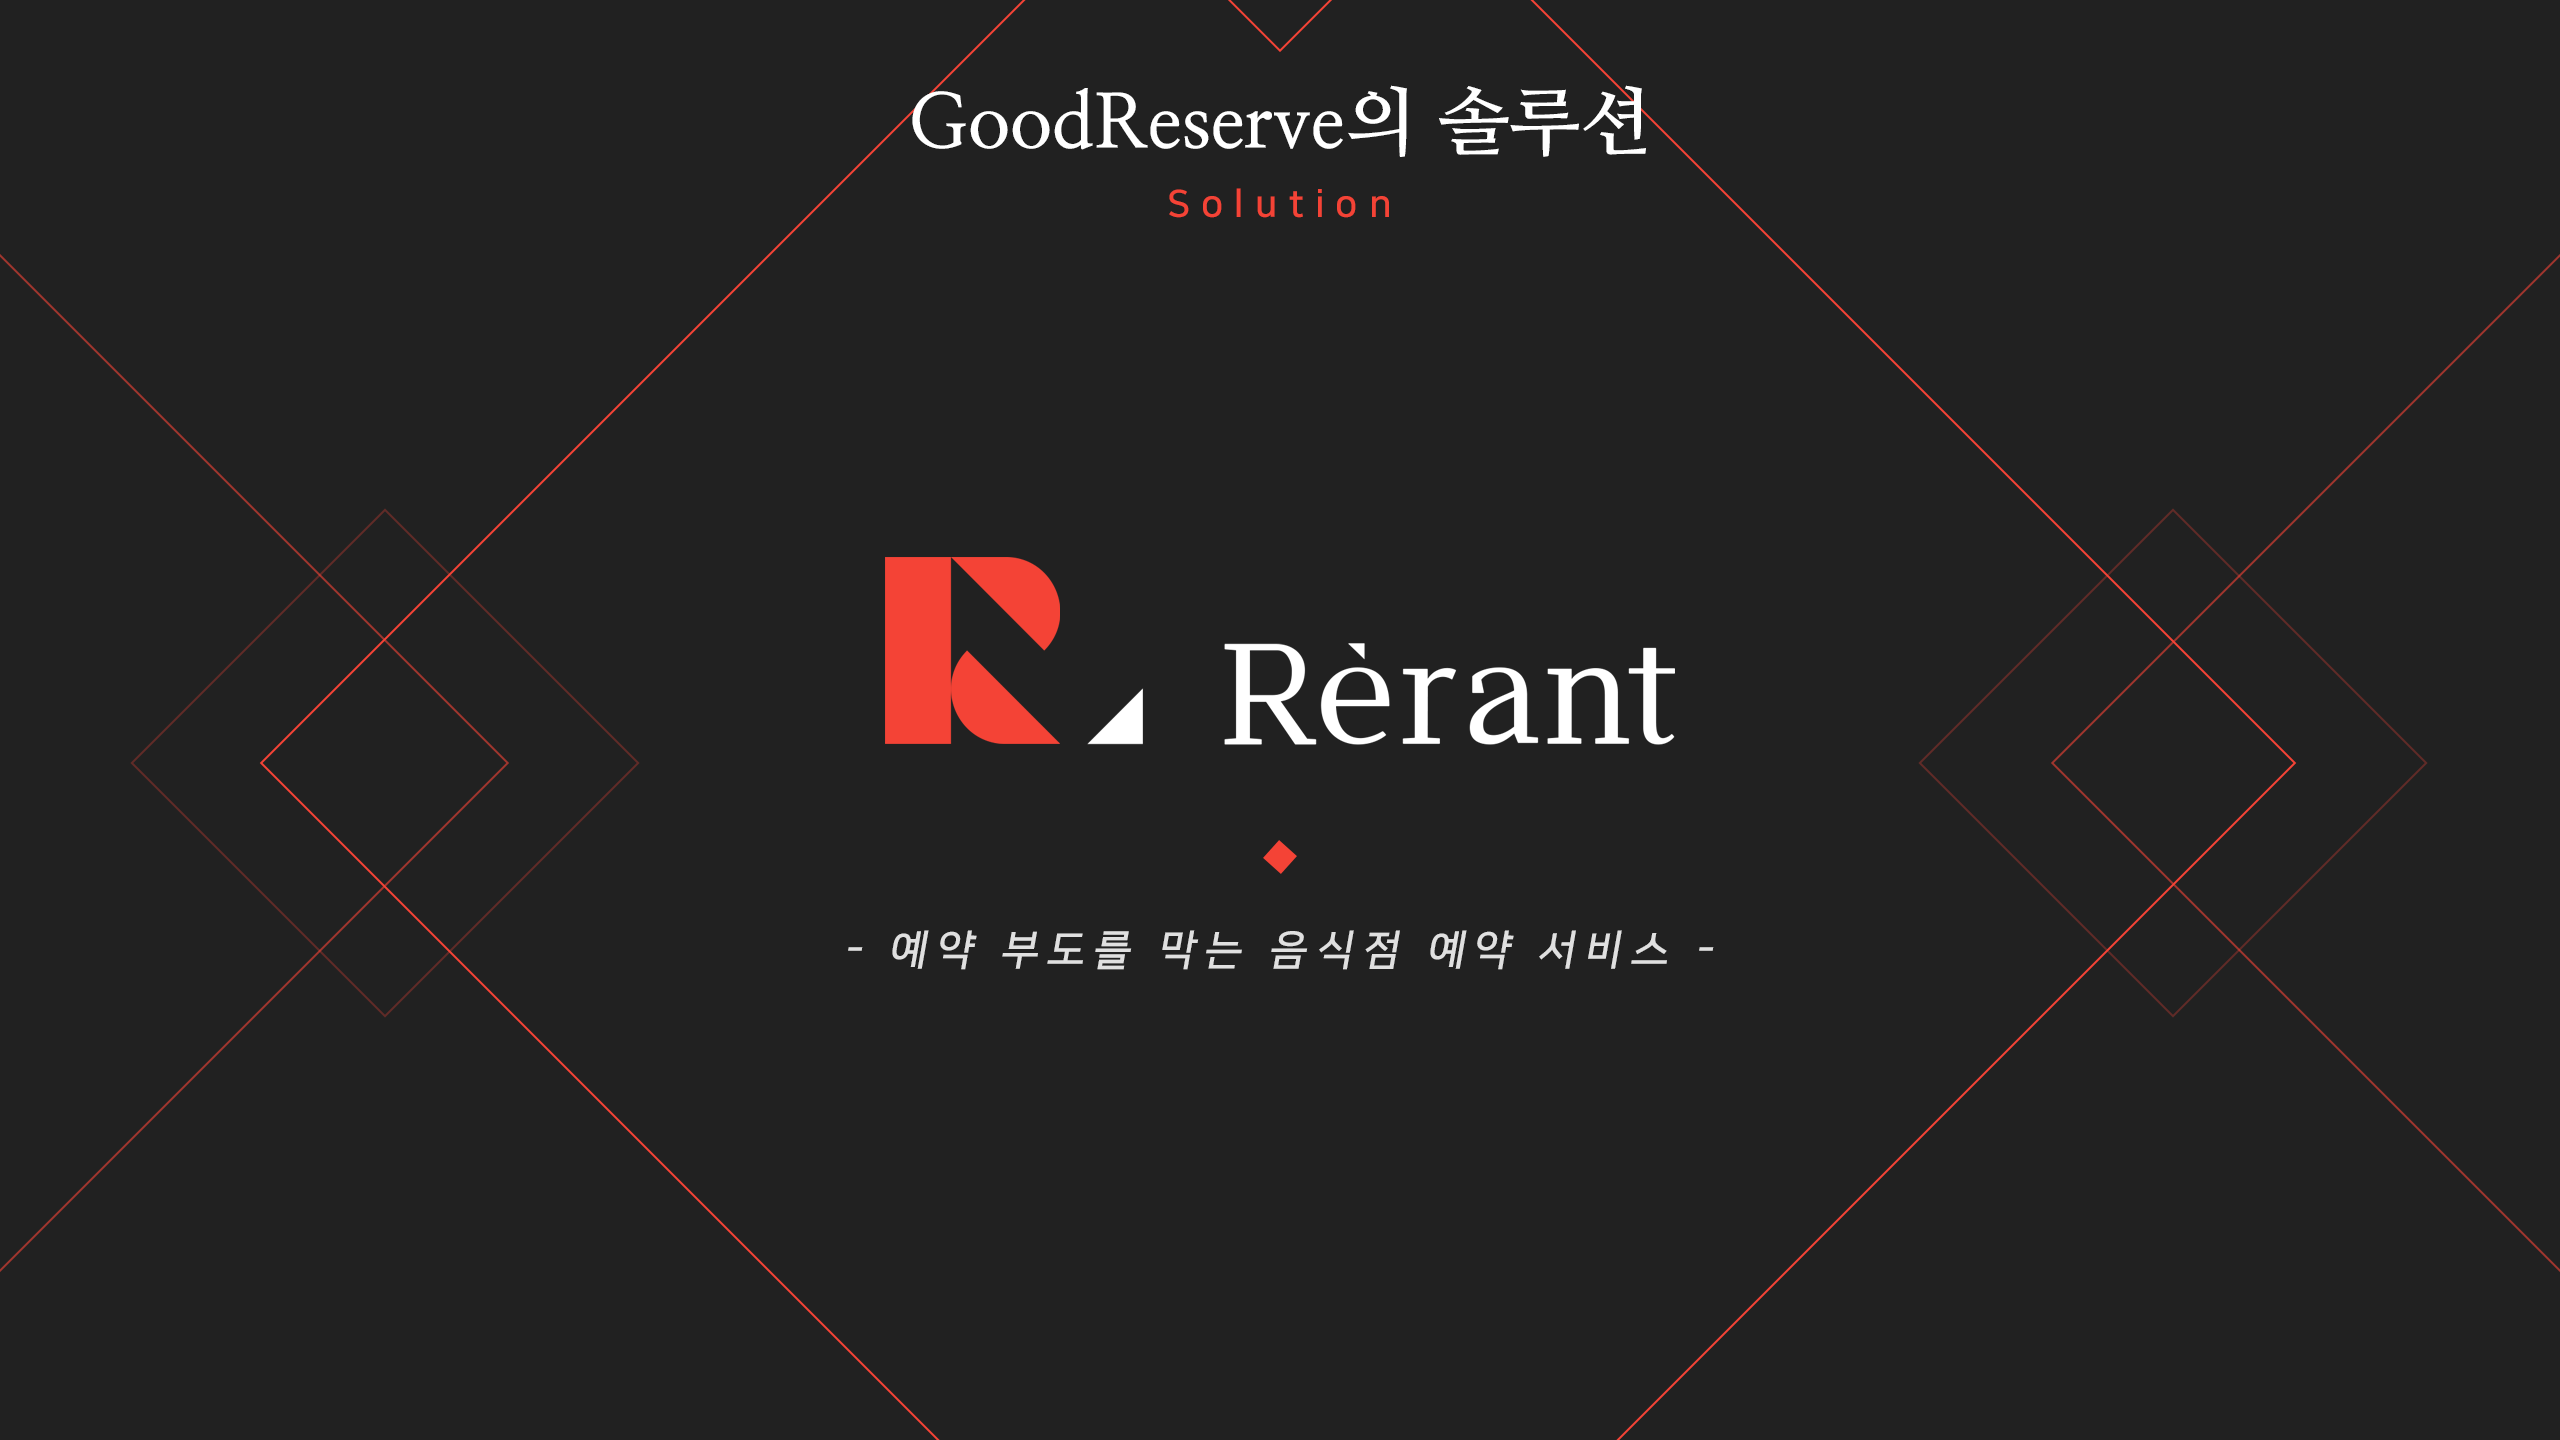 GoodReserve의 솔루션
Solution
R Rèrant
- 예약 부도를 막는 음식점 예약 서비스 -